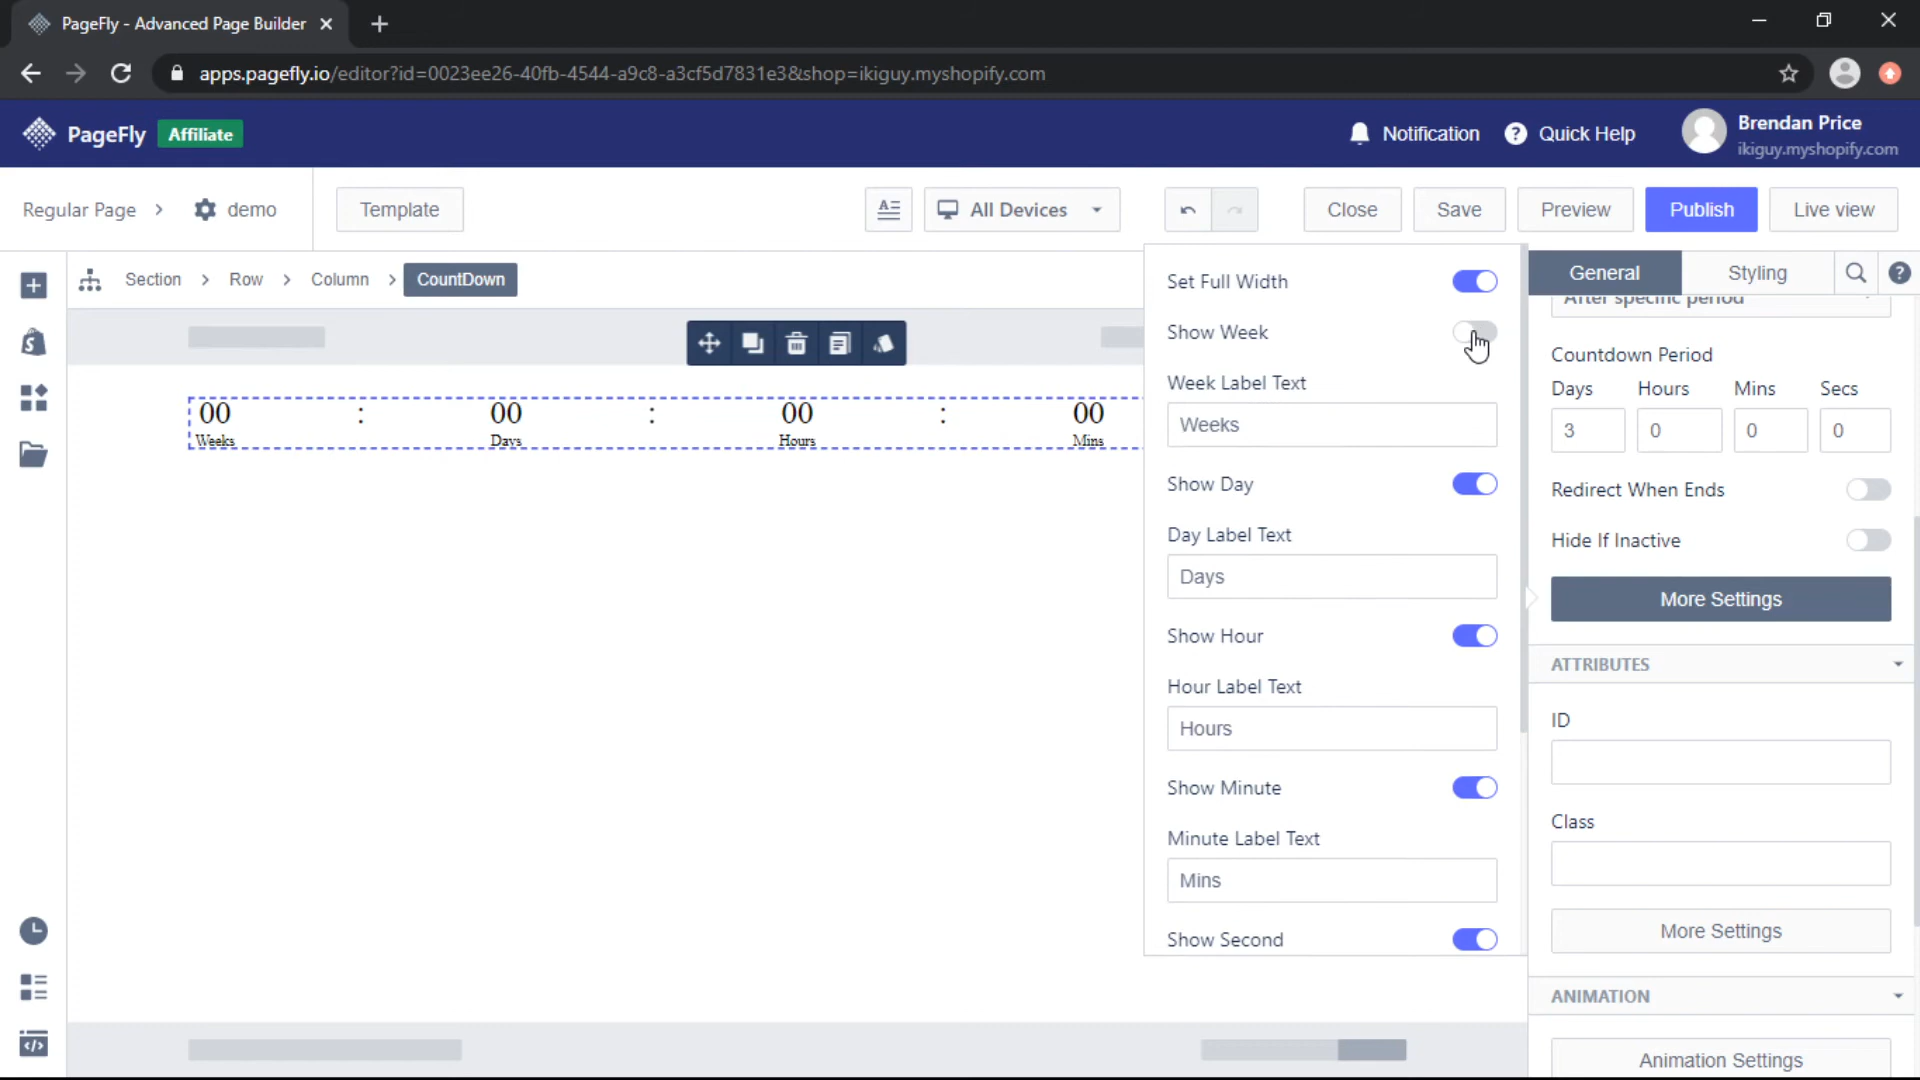 PageFly - Advanced Page Builder
apps.pagefly.io/editor?id=0023ee26-40fb-4544-a9c8-a3cf5d7831e3&shop=ikiguy.myshopify.com
PageFly Affiliate
Notification
Quick Help
Brendan Price
ikiguy.myshopify.com
Regular Page > demo
Template
All Devices
Close
Save
Preview
Publish
Live view
Section > Row > Column > CountDown
00 : 00 : 00 : 00
Weeks Days Hours Mins
Set Full Width
Show Week
Week Label Text
Weeks
Show Day
Day Label Text
Days
Show Hour
Hour Label Text
Hours
Show Minute
Minute Label Text
Mins
Show Second
General
Styling
After specific period
Countdown Period
Days Hours Mins Secs
3 0 0 0
Redirect When Ends
Hide If Inactive
More Settings
ATTRIBUTES
ID
Class
More Settings
ANIMATION
Animation Settings